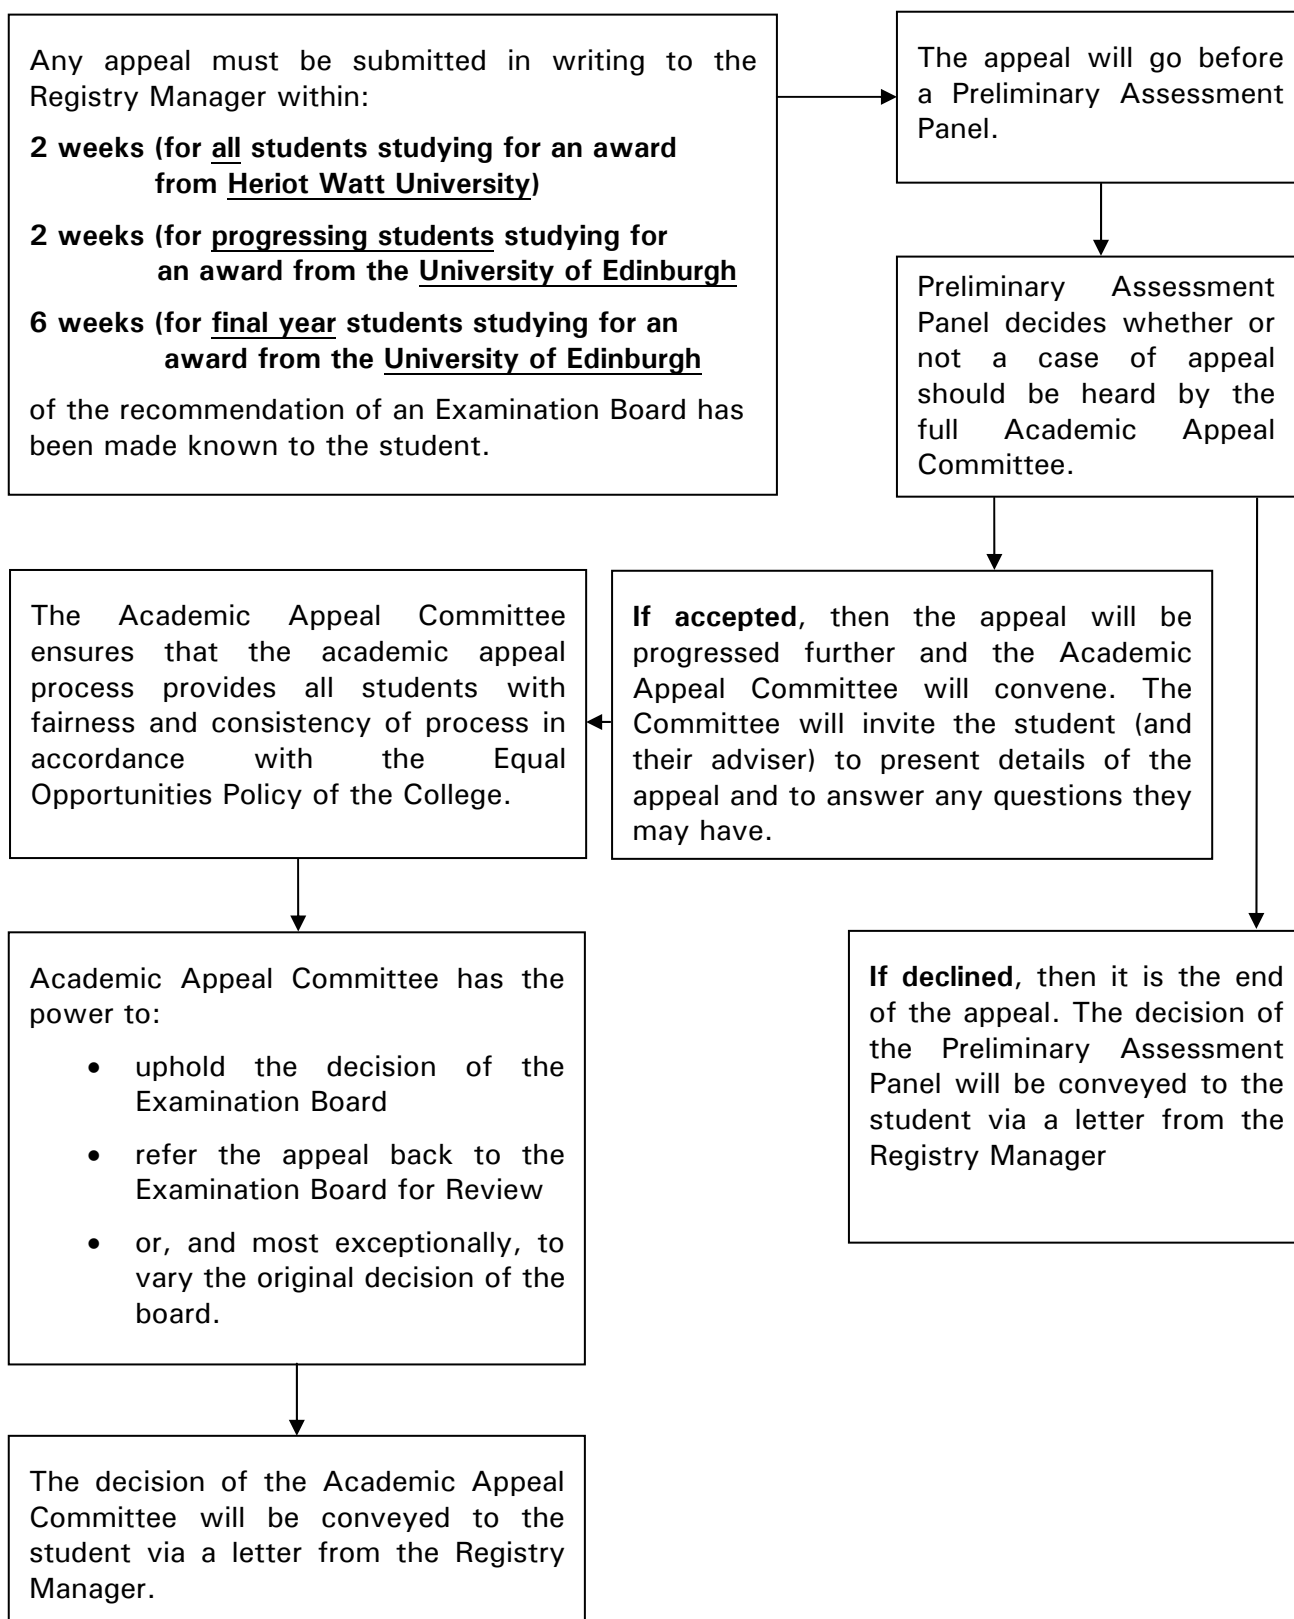 Any appeal must be submitted in writing to the
Registry Manager within:
2 weeks (for all students studying for an award
from Heriot Watt University)
2 weeks (for progressing students studying for
an award from the University of Edinburgh
6 weeks (for final year students studying for an
award from the University of Edinburgh
of the recommendation of an Examination Board has
been made known to the student.
The appeal will go before
a Preliminary Assessment
Panel.
Preliminary Assessment
Panel decides whether or
not a case of appeal
should be heard by the
full Academic Appeal
Committee.
If accepted, then the appeal will be
progressed further and the Academic
Appeal Committee will convene. The
Committee will invite the student (and
their adviser) to present details of the
appeal and to answer any questions they
may have.
The Academic Appeal Committee
ensures that the academic appeal
process provides all students with
fairness and consistency of process in
accordance with the Equal
Opportunities Policy of the College.
Academic Appeal Committee has the
power to:
• uphold the decision of the
Examination Board
• refer the appeal back to the
Examination Board for Review
• or, and most exceptionally, to
vary the original decision of the
board.
If declined, then it is the end
of the appeal. The decision of
the Preliminary Assessment
Panel will be conveyed to the
student via a letter from the
Registry Manager
The decision of the Academic Appeal
Committee will be conveyed to the
student via a letter from the Registry
Manager.